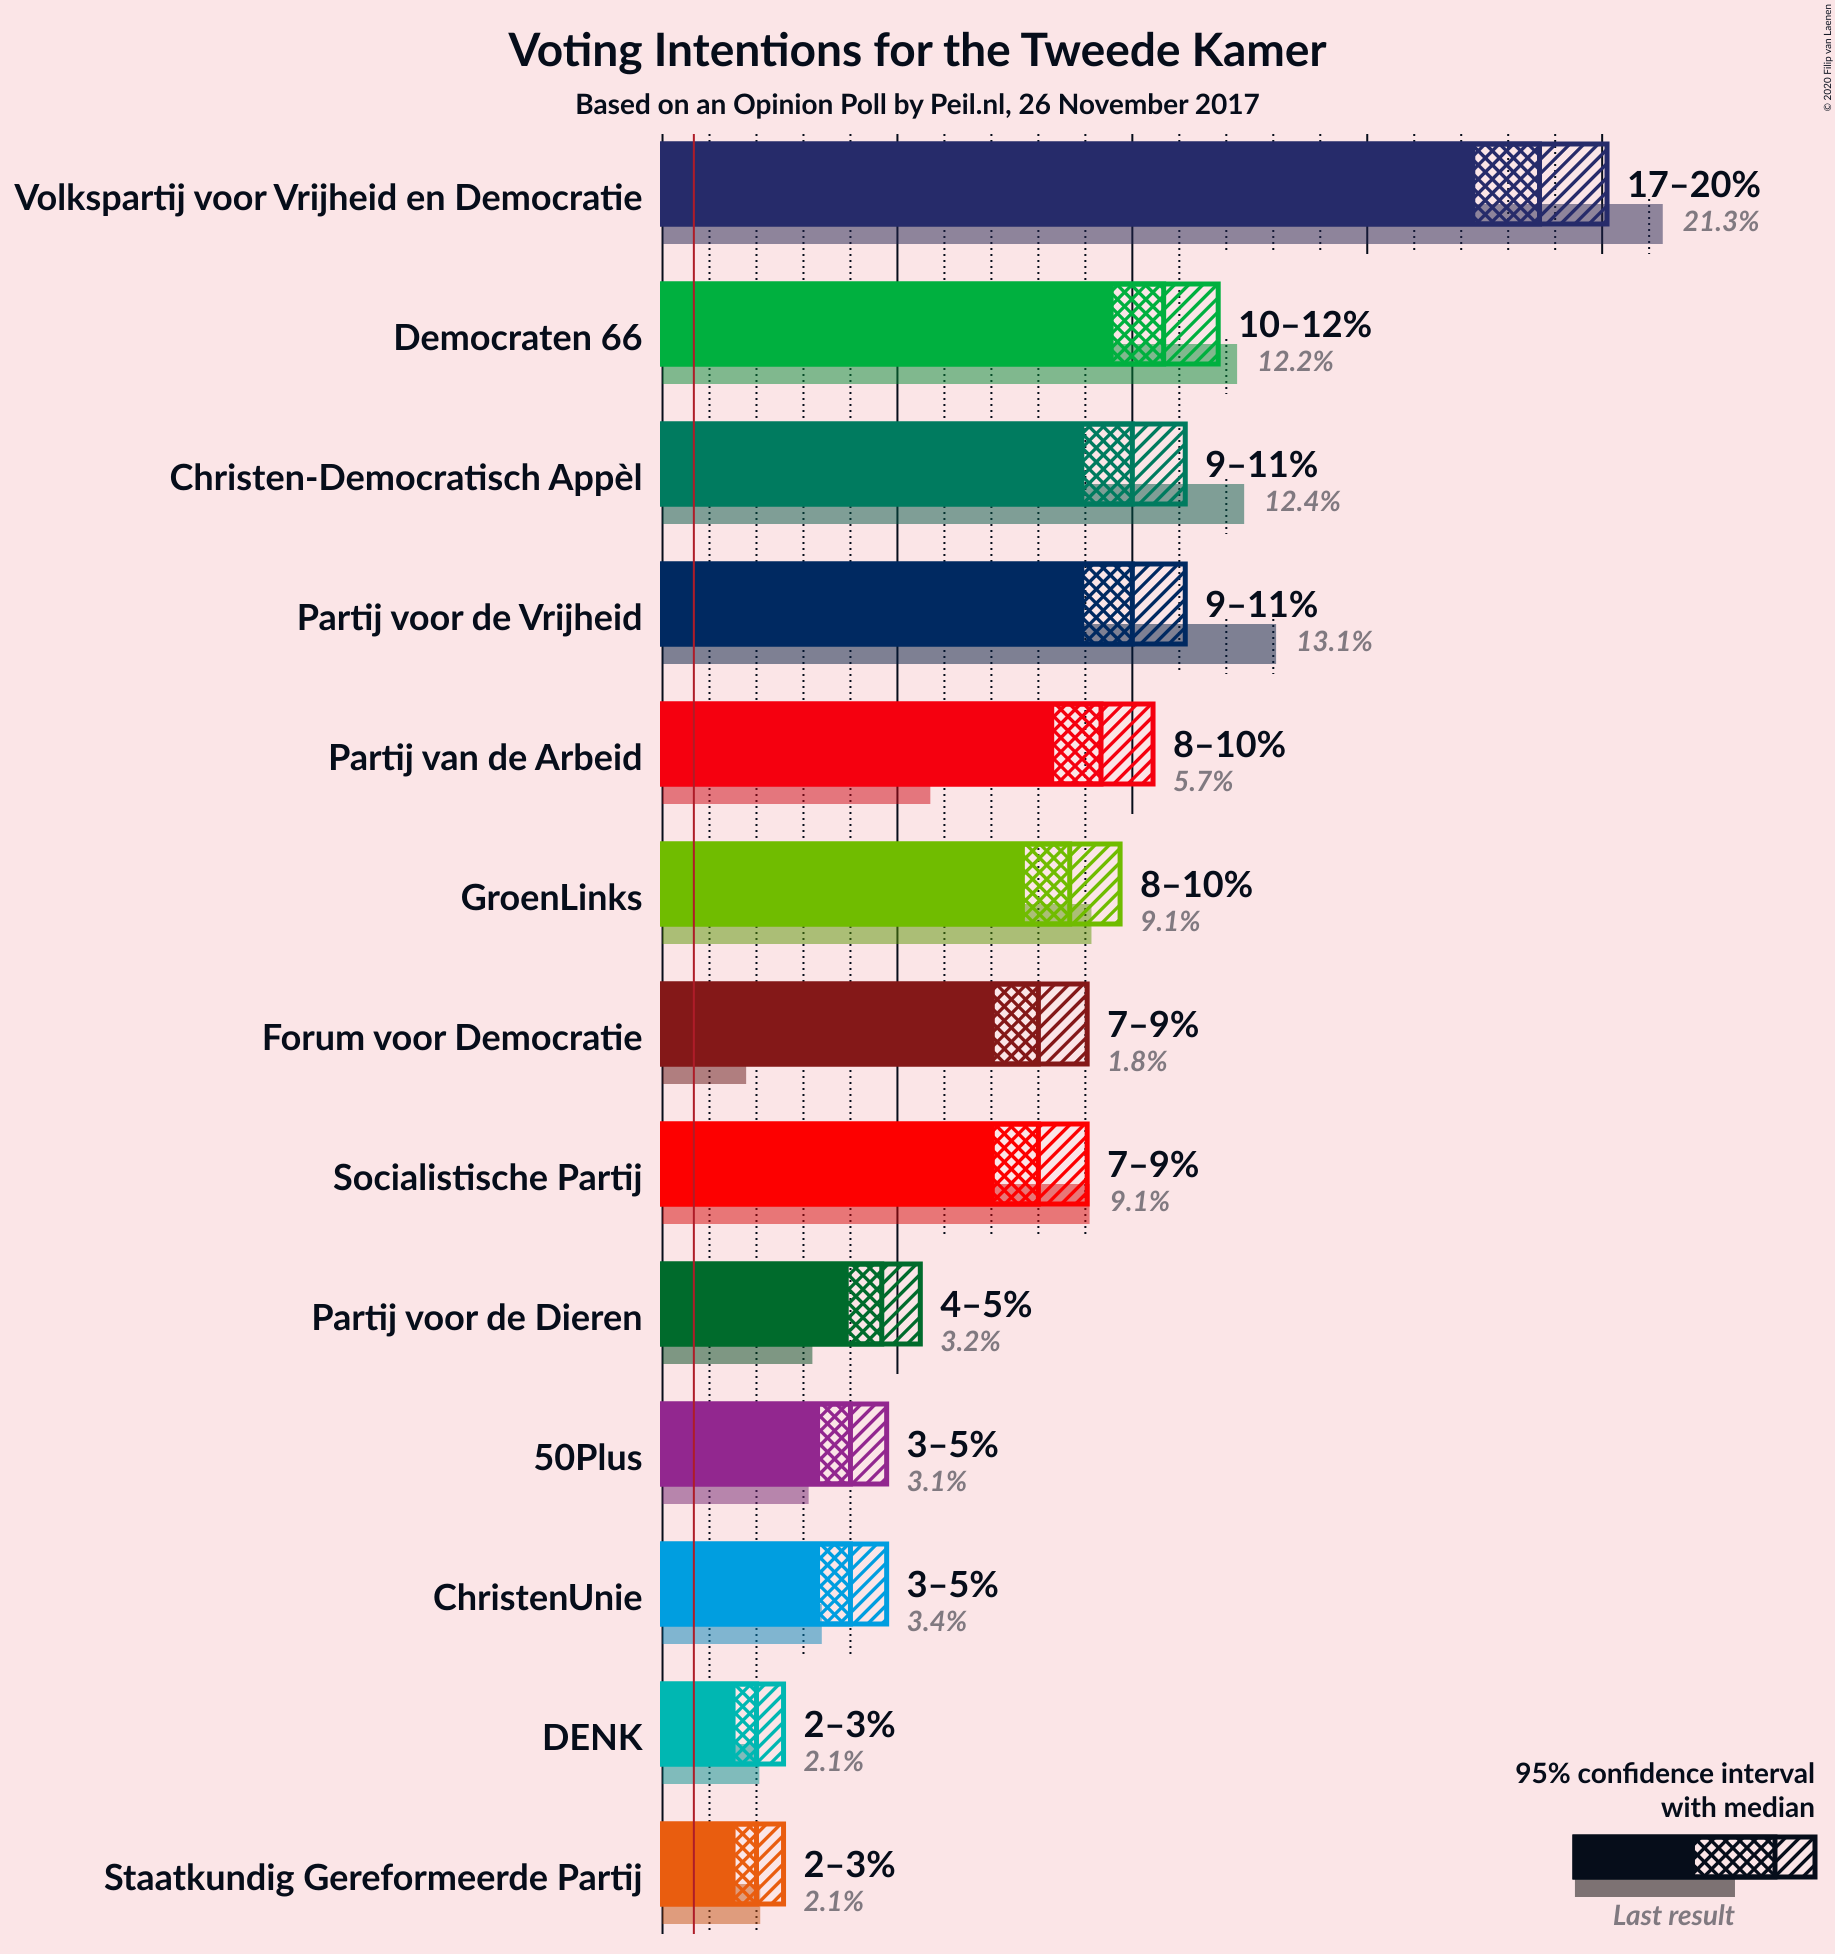 Voting Intentions for the Tweede Kamer
Based on an Opinion Poll by Peil.nl, 26 November 2017
© 2020 Filip van Laenen
Volkspartij voor Vrijheid en Democratie
17–20%
21.3%
Democraten 66
10–12%
12.2%
Christen-Democratisch Appèl
9–11%
12.4%
Partij voor de Vrijheid
9–11%
13.1%
Partij van de Arbeid
8–10%
5.7%
GroenLinks
8–10%
9.1%
Forum voor Democratie
7–9%
1.8%
Socialistische Partij
7–9%
9.1%
Partij voor de Dieren
4–5%
3.2%
50Plus
3–5%
3.1%
ChristenUnie
3–5%
3.4%
DENK
2–3%
2.1%
Staatkundig Gereformeerde Partij
2–3%
2.1%
95% confidence interval
with median
Last result